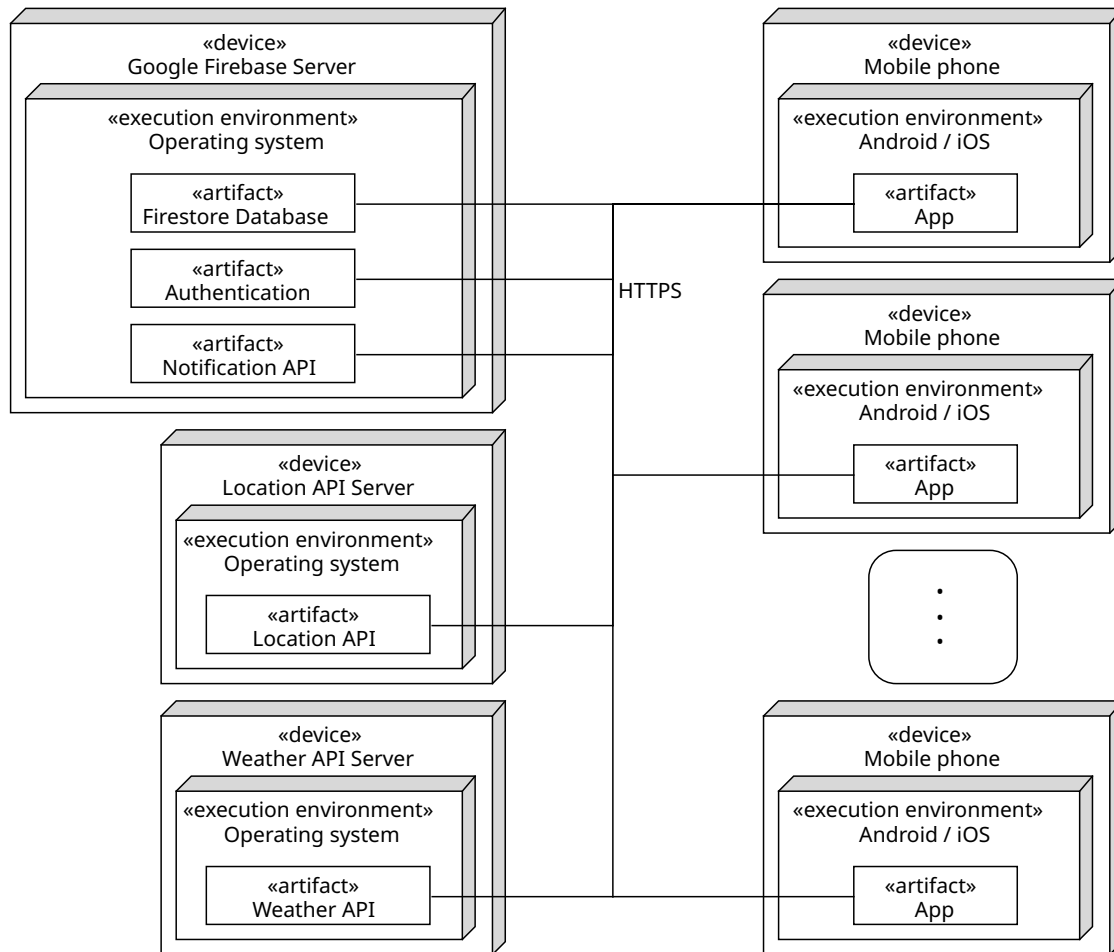 «device»
Google Firebase Server
«execution environment»
Operating system
«artifact»
Firestore Database
«artifact»
Authentication
«artifact»
Notification API
«device»
Location API Server
«execution environment»
Operating system
«artifact»
Location API
«device»
Weather API Server
«execution environment»
Operating system
«artifact»
Weather API
HTTPS
«device»
Mobile phone
«execution environment»
Android / iOS
«artifact»
App
«device»
Mobile phone
«execution environment»
Android / iOS
«artifact»
App
.
.
.
«device»
Mobile phone
«execution environment»
Android / iOS
«artifact»
App